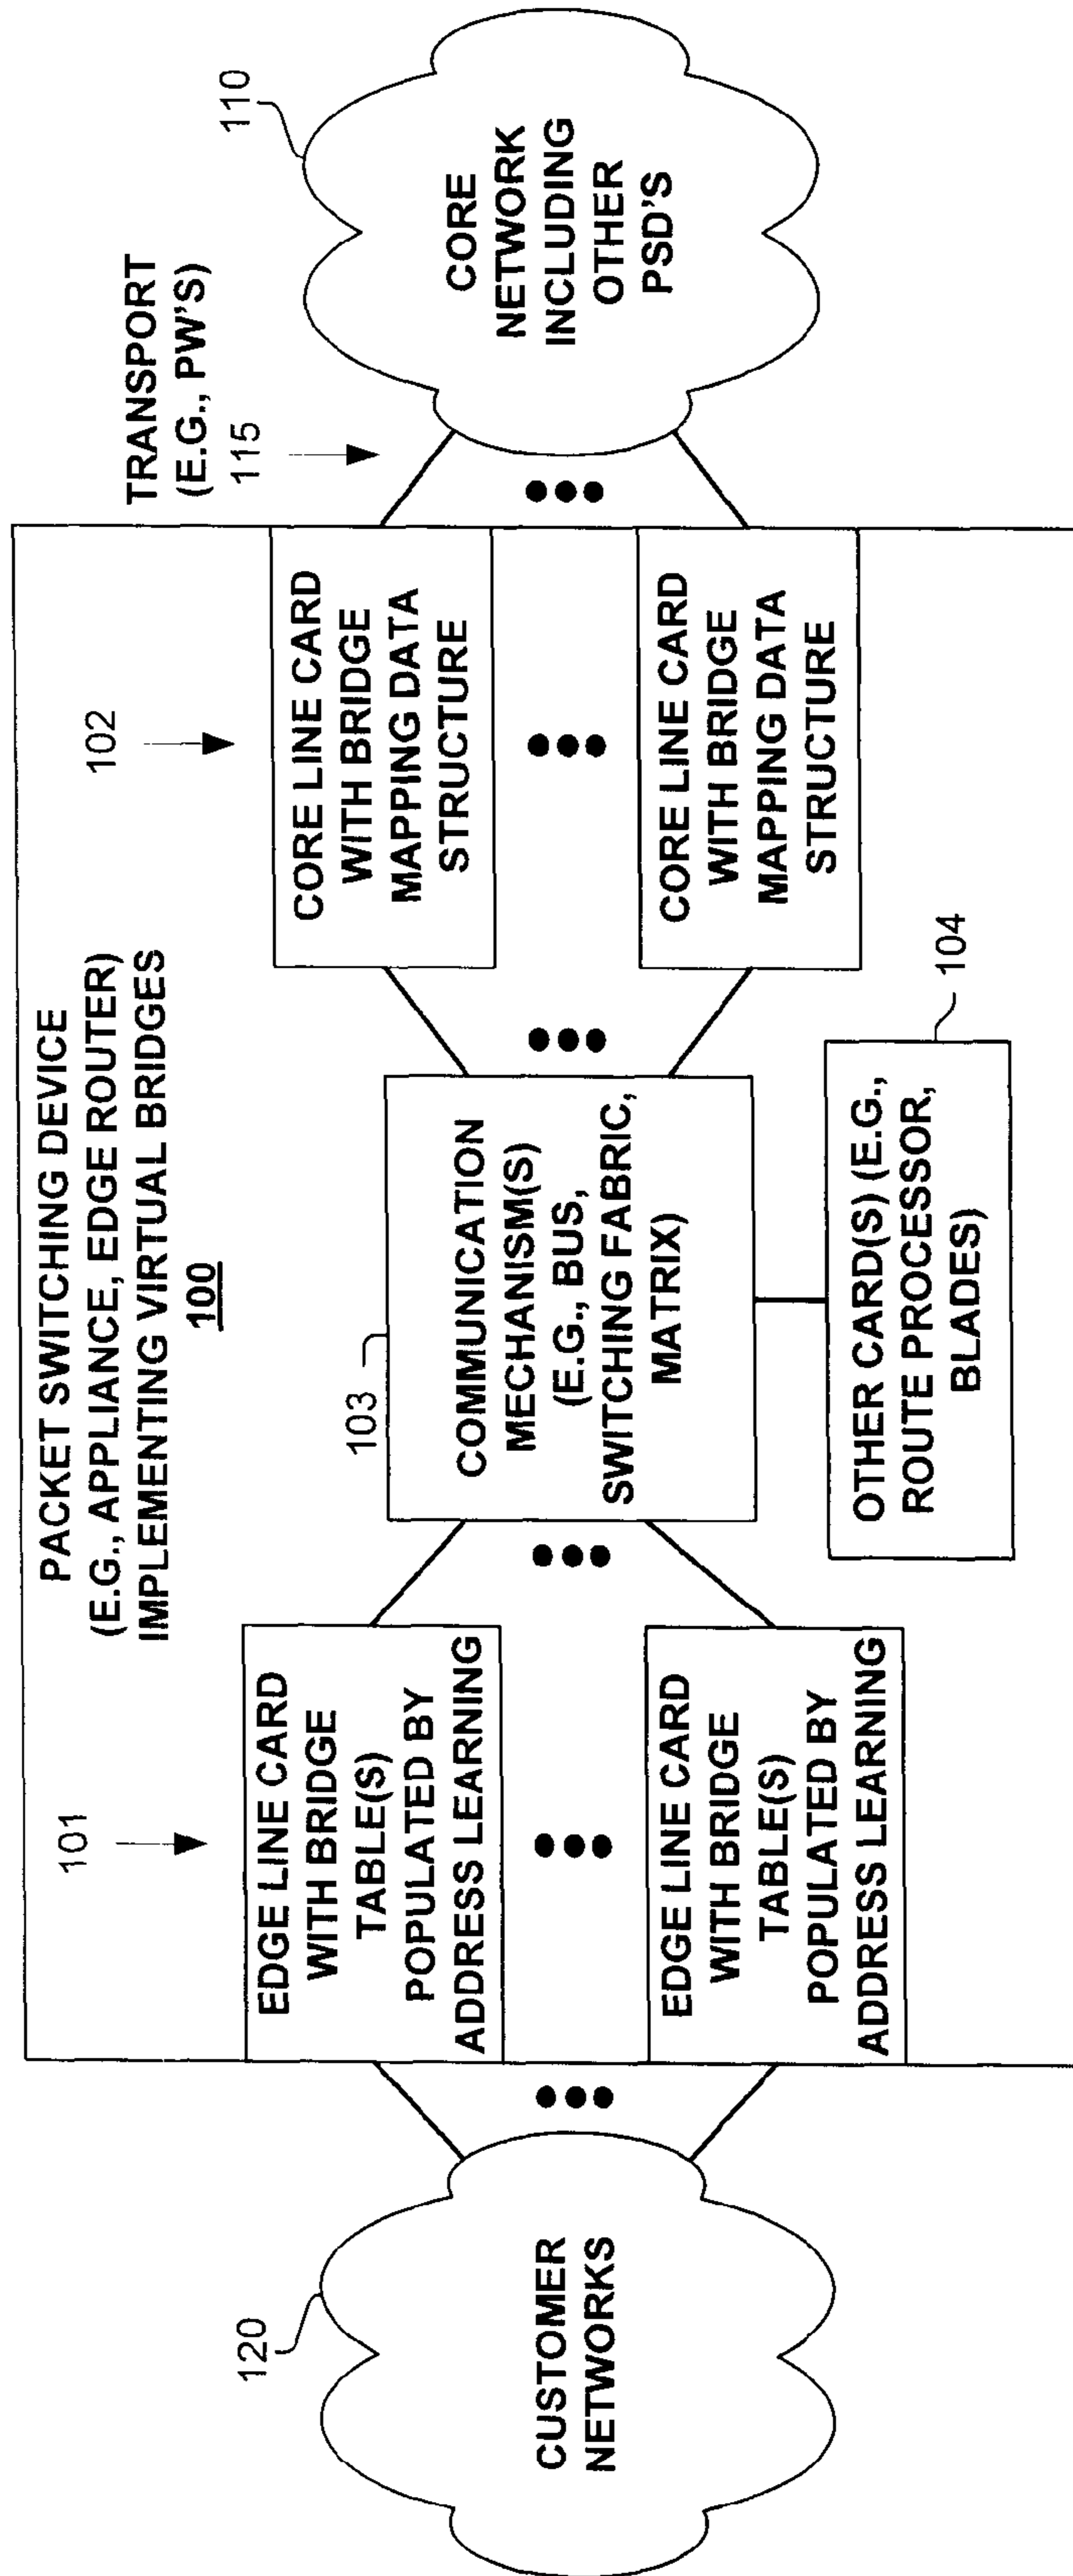 PACKET SWITCHING DEVICE
(E.G., APPLIANCE, EDGE ROUTER)
IMPLEMENTING VIRTUAL BRIDGES
100
120
CUSTOMER
NETWORKS
101
EDGE LINE CARD
WITH BRIDGE
TABLE(S)
POPULATED BY
ADDRESS LEARNING
EDGE LINE CARD
WITH BRIDGE
TABLE(S)
POPULATED BY
ADDRESS LEARNING
103
COMMUNICATION
MECHANISM(S)
(E.G., BUS,
SWITCHING FABRIC,
MATRIX)
OTHER CARD(S) (E.G.,
ROUTE PROCESSOR,
BLADES)
104
102
CORE LINE CARD
WITH BRIDGE
MAPPING DATA
STRUCTURE
CORE LINE CARD
WITH BRIDGE
MAPPING DATA
STRUCTURE
TRANSPORT
(E.G., PW'S)
115
110
CORE
NETWORK
INCLUDING
OTHER
PSD'S